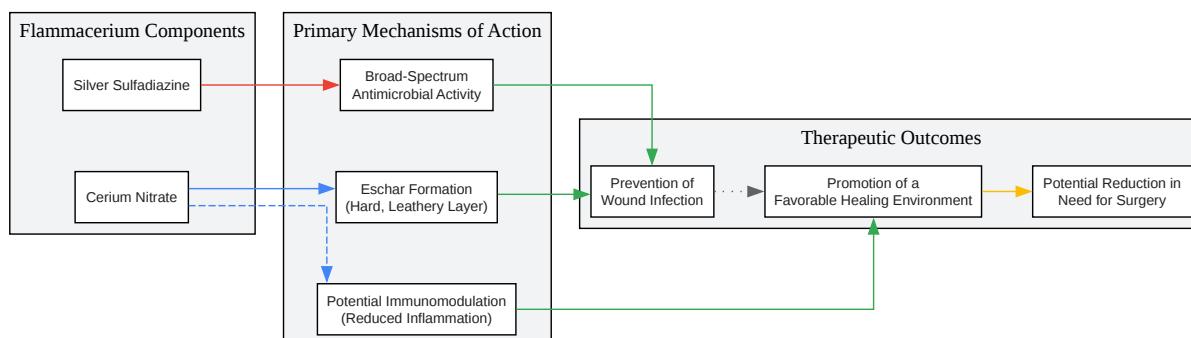 Flammacerium Components
Silver Sulfadiazine
Cerium Nitrate
Primary Mechanisms of Action
Broad-Spectrum
Antimicrobial Activity
Eschar Formation
(Hard, Leathery Layer)
Potential Immunomodulation
(Reduced Inflammation)
Therapeutic Outcomes
Prevention of
Wound Infection
Promotion of a
Favorable Healing Environment
Potential Reduction in
Need for Surgery